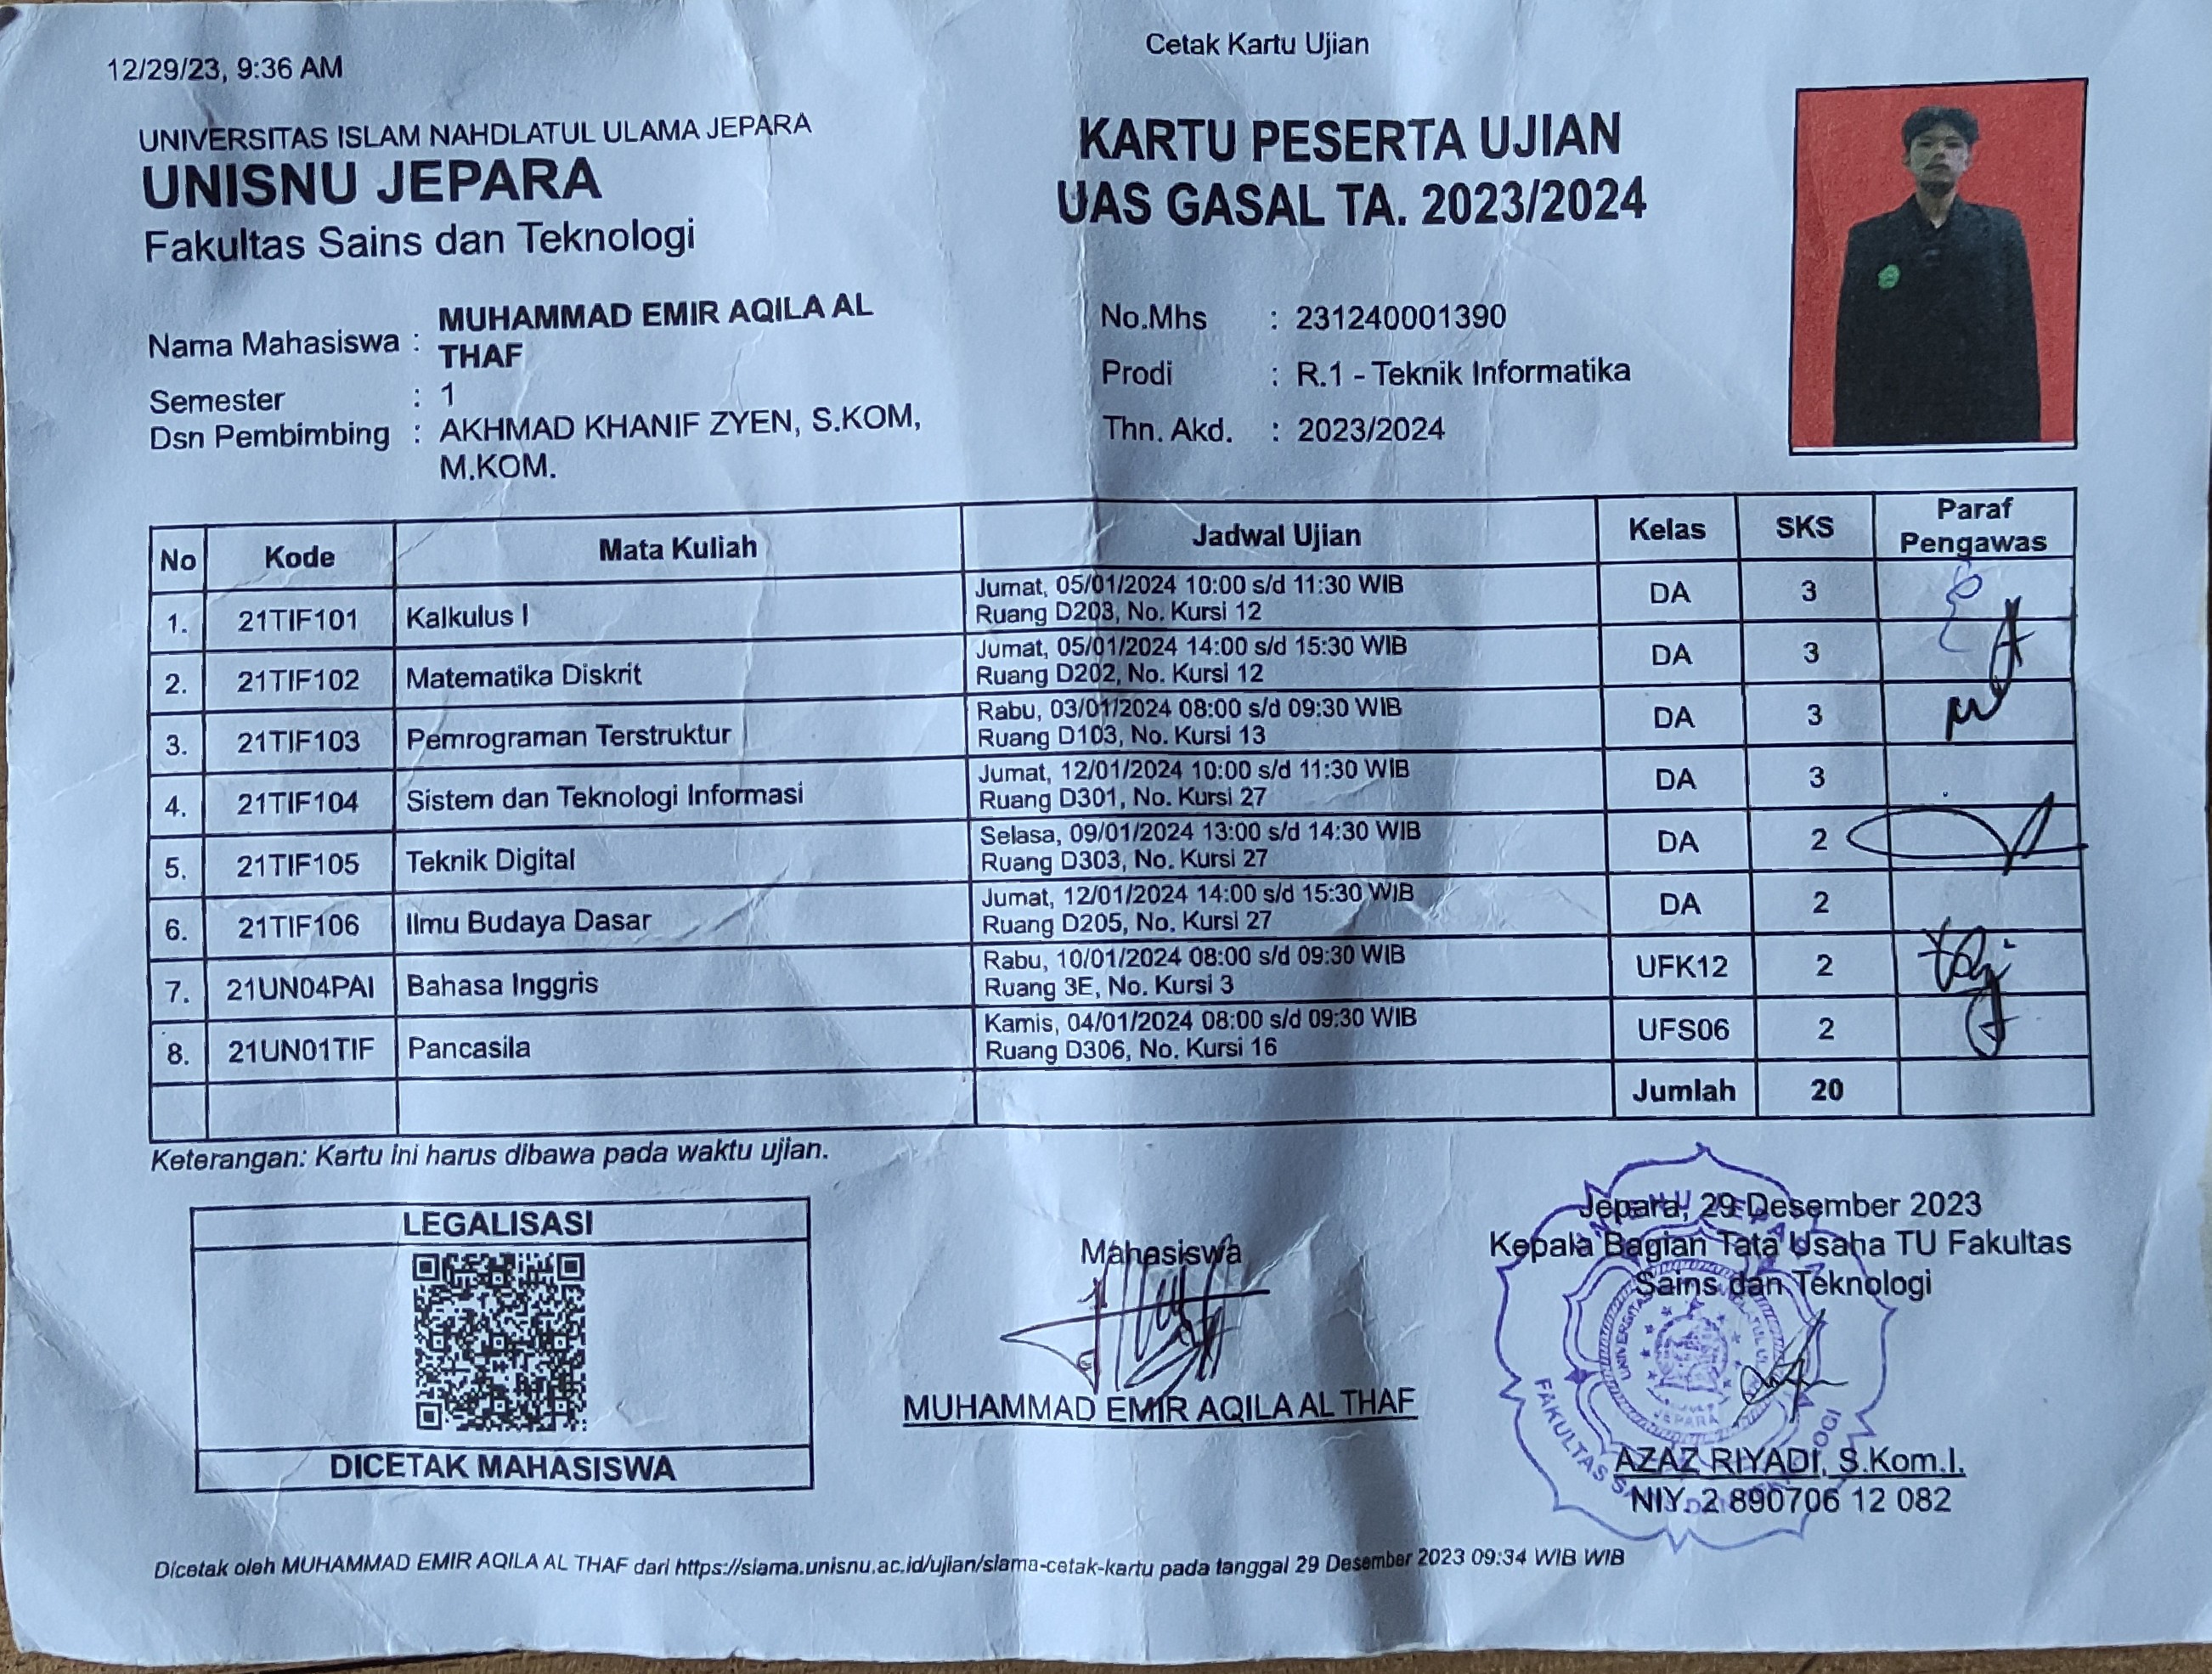 12/29/23, 9:36 AM
Cetak Kartu Ujian
UNIVERSITAS ISLAM NAHDLATUL ULAMA JEPARA
UNISNU JEPARA
Fakultas Sains dan Teknologi
KARTU PESERTA UJIAN
UAS GASAL TA. 2023/2024
Nama Mahasiswa : MUHAMMAD EMIR AQILA AL
THAF
Semester : 1
Dsn Pembimbing : AKHMAD KHANIF ZYEN, S.KOM,
M.KOM.
No.Mhs : 231240001390
Prodi : R.1 - Teknik Informatika
Thn. Akd. : 2023/2024
No Kode Mata Kuliah Jadwal Ujian Kelas SKS Paraf
Pengawas
1. 21TIF101 Kalkulus I Jumat, 05/01/2024 10:00 s/d 11:30 WIB DA 3
Ruang D203, No. Kursi 12
2. 21TIF102 Matematika Diskrit Jumat, 05/01/2024 14:00 s/d 15:30 WIB DA 3
Ruang D202, No. Kursi 12
3. 21TIF103 Pemrograman Terstruktur Rabu, 03/01/2024 08:00 s/d 09:30 WIB DA 3
Ruang D103, No. Kursi 13
4. 21TIF104 Sistem dan Teknologi Informasi Jumat, 12/01/2024 10:00 s/d 11:30 WIB DA 3
Ruang D301, No. Kursi 27
5. 21TIF105 Teknik Digital Selasa, 09/01/2024 13:00 s/d 14:30 WIB DA 2
Ruang D303, No. Kursi 27
6. 21TIF106 Ilmu Budaya Dasar Jumat, 12/01/2024 14:00 s/d 15:30 WIB DA 2
Ruang D205, No. Kursi 27
7. 21UN04PAI Bahasa Inggris Rabu, 10/01/2024 08:00 s/d 09:30 WIB UFK12 2
Ruang 3E, No. Kursi 3
8. 21UN01TIF Pancasila Kamis, 04/01/2024 08:00 s/d 09:30 WIB UFS06 2
Ruang D306, No. Kursi 16
Jumlah 20
Keterangan: Kartu ini harus dibawa pada waktu ujian.
LEGALISASI
DICETAK MAHASISWA
Mahasiswa
MUHAMMAD EMIR AQILA AL THAF
Jepara, 29 Desember 2023
Kepala Bagian Tata Usaha TU Fakultas
Sains dan Teknologi
AZAZ RIYADI, S.Kom.I.
NIY. 2 890706 12 082
Dicetak oleh MUHAMMAD EMIR AQILA AL THAF dari https://siama.unisnu.ac.id/ujian/siama-cetak-kartu pada tanggal 29 Desember 2023 09:34 WIB WIB